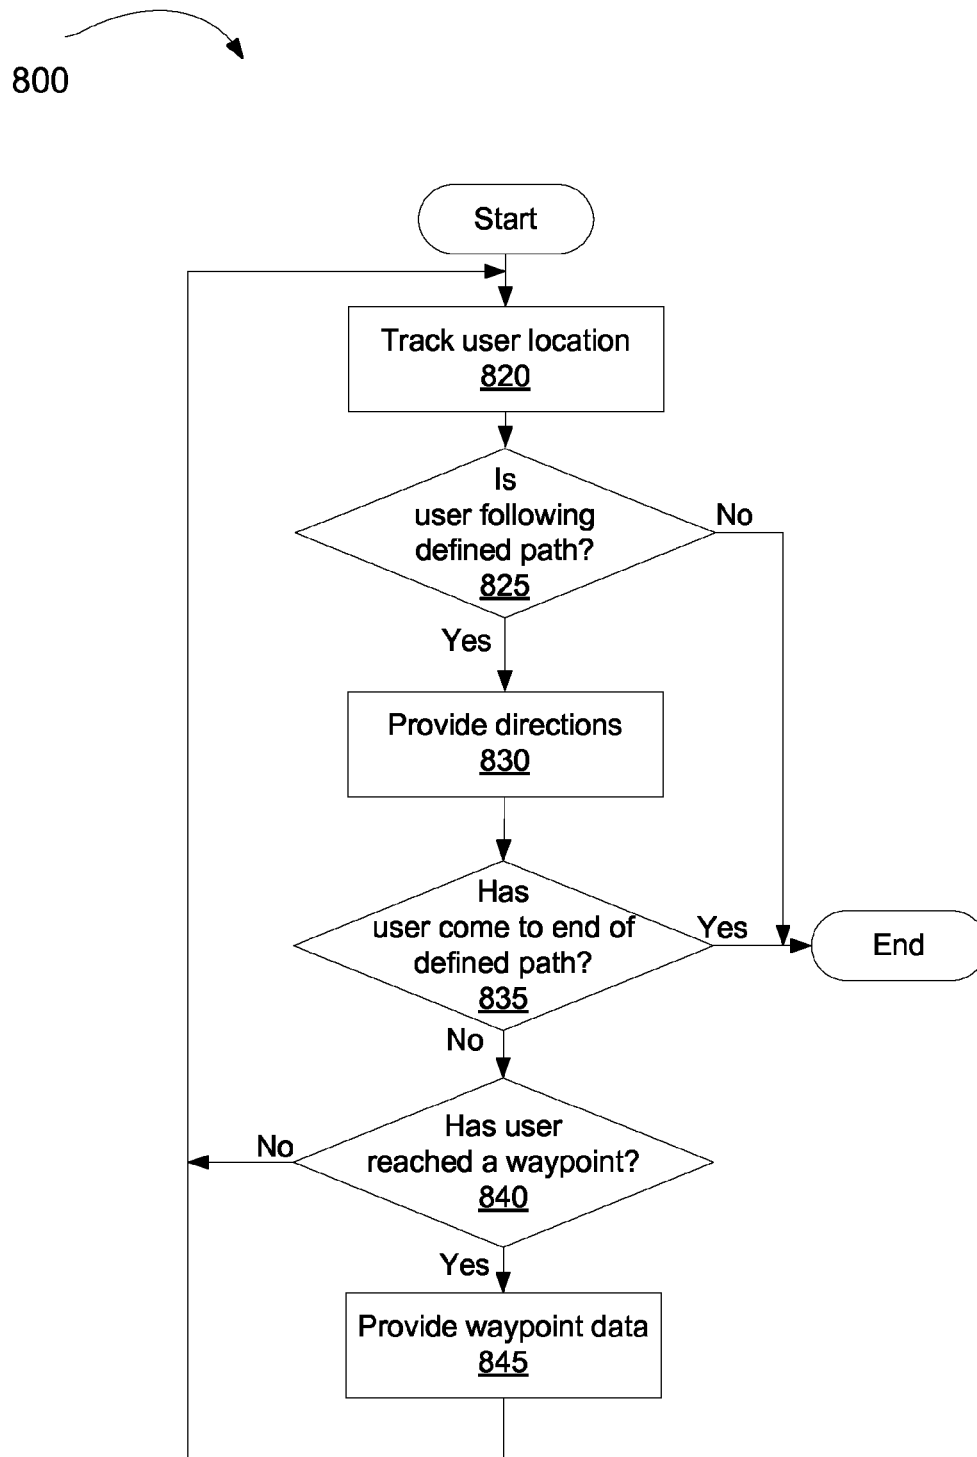 800
Start
Track user location
820
Is
user following
defined path?
825
No
Yes
Provide directions
830
Has
user come to end of
defined path?
835
Yes
End
No
Has user
reached a waypoint?
840
No
Yes
Provide waypoint data
845